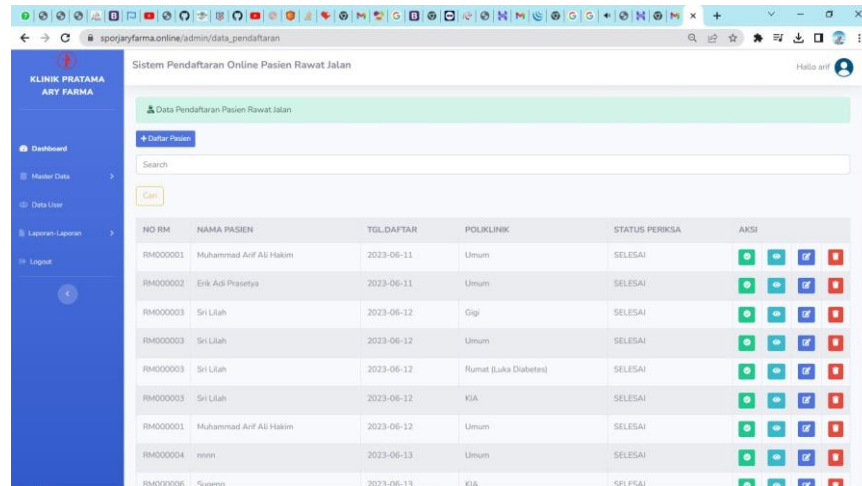 sporjaryfarma.online/admin/data_pendaftaran
KLINIK PRATAMA
ARY FARMA
Sistem Pendaftaran Online Pasien Rawat Jalan
Hallo arif
Data Pendaftaran Pasien Rawat Jalan
Dashboard
+ Daftar Pasien
Search
Master Data
Cari
Data User
Laporan-Laporan
Logout
NO RM NAMA PASIEN TGL.DAFTAR POLIKLINIK STATUS PERIKSA AKSI
RM000001 Muhammad Arif Ali Hakim 2023-06-11 Umum SELESAI
RM000002 Erik Adi Prasetya 2023-06-11 Umum SELESAI
RM000003 Sri Lilah 2023-06-12 Gigi SELESAI
RM000003 Sri Lilah 2023-06-12 Umum SELESAI
RM000003 Sri Lilah 2023-06-12 Rumat (Luka Diabetes) SELESAI
RM000003 Sri Lilah 2023-06-12 KIA SELESAI
RM000001 Muhammad Arif Ali Hakim 2023-06-12 Umum SELESAI
RM000004 nnnn 2023-06-13 Umum SELESAI
RM000006 Sugeng 2023-06-13 KIA SELESAI